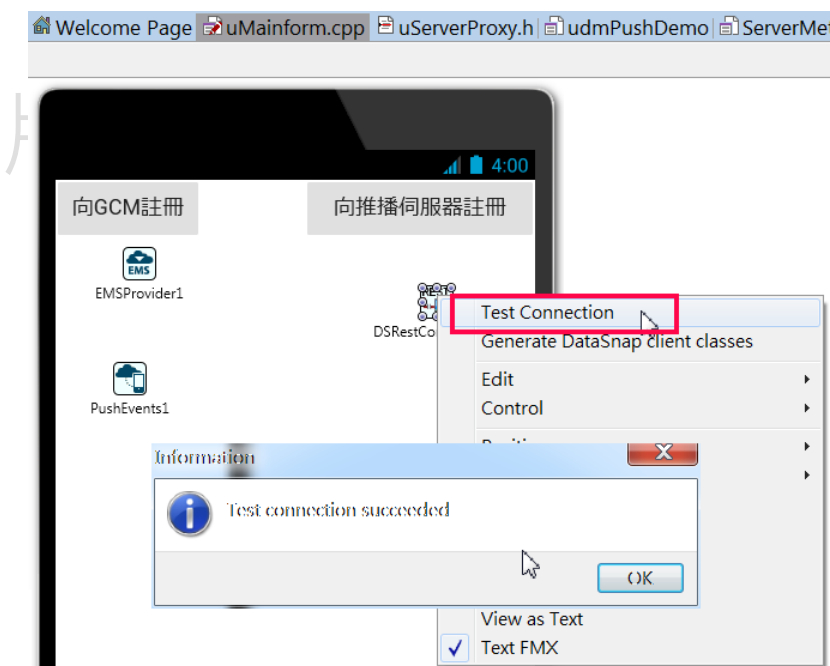 Welcome Page uMainform.cpp uServerProxy.h udmPushDemo ServerMet
4:00
向GCM註冊 向推播伺服器註冊
EMS
EMSProvider1
REST
DSRestCo
Test Connection
Generate DataSnap client classes
PushEvents1
Edit
Control
Information
Test connection succeeded
OK
View as Text
Text FMX